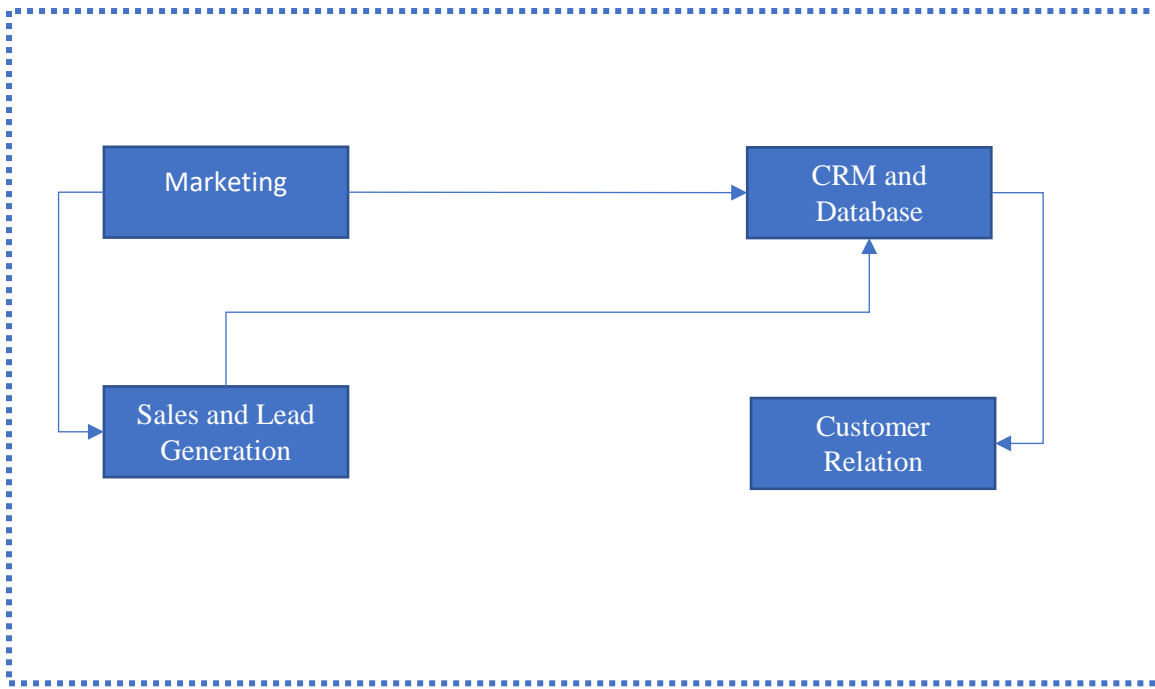 Marketing
CRM and
Database
Sales and Lead
Generation
Customer
Relation